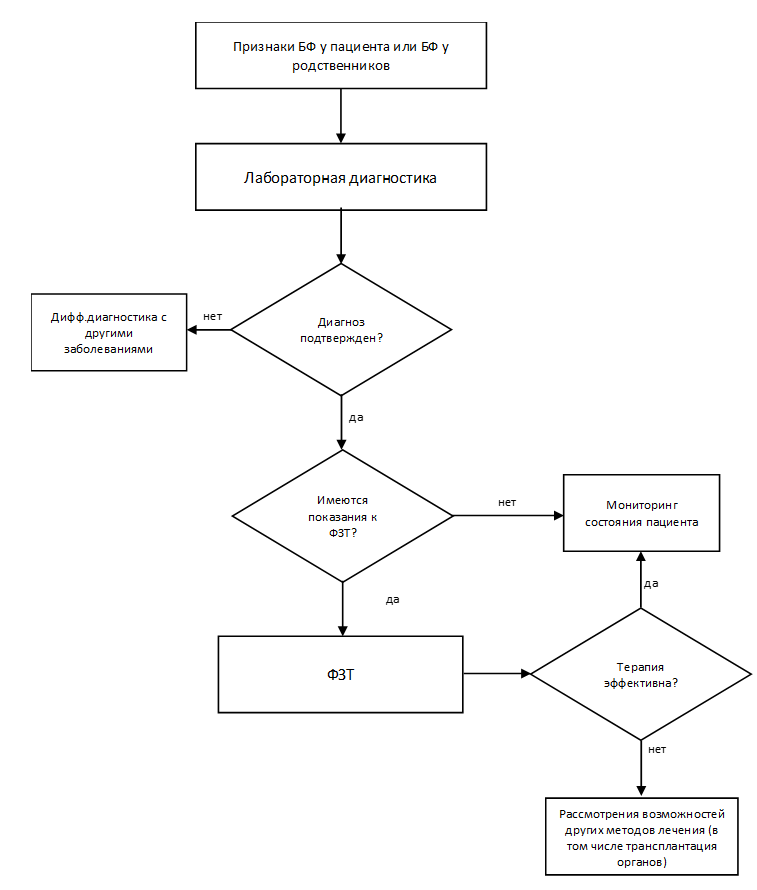 Признаки БФ у пациента или БФ у
родственников
Лабораторная диагностика
Диагноз
подтвержден?
нет
Дифф.диагностика с
другими
заболеваниями
да
Имеются
показания к
ФЗТ?
нет
Мониторинг
состояния пациента
да
ФЗТ
да
Терапия
эффективна?
нет
Рассмотрения возможностей
других методов лечения (в
том числе трансплантация
органов)